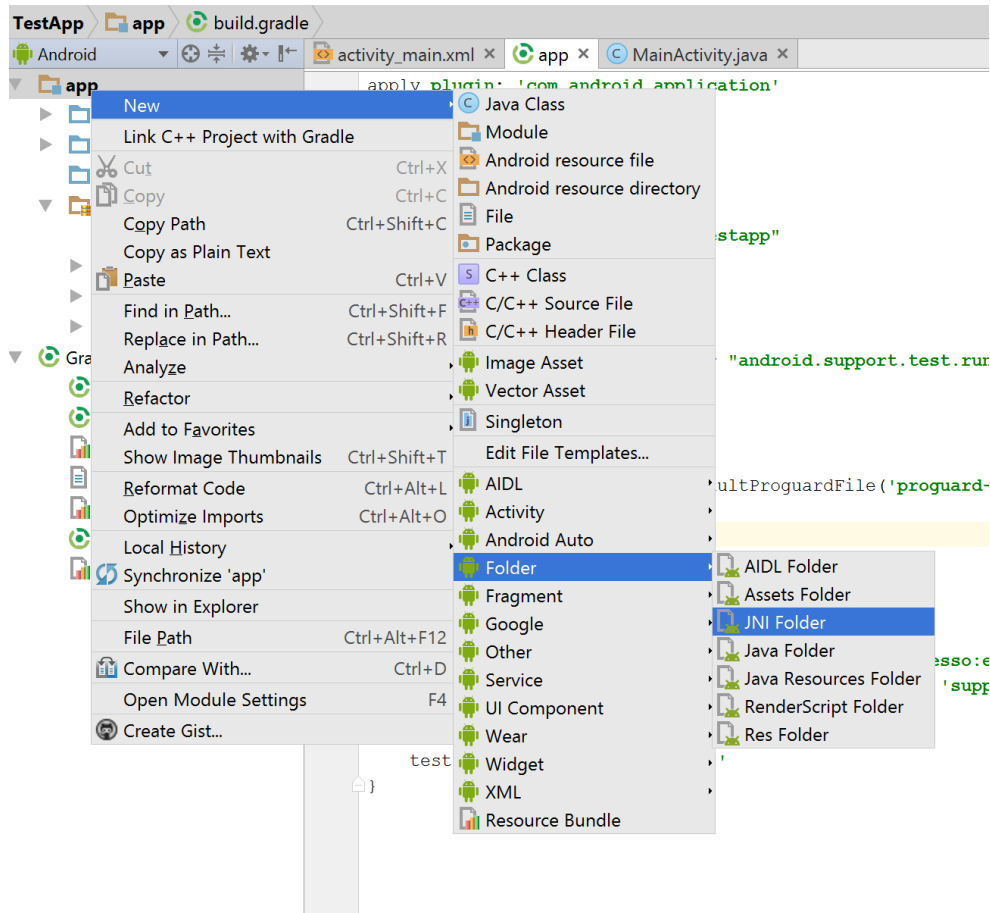 TestApp app build.gradle
Android activity_main.xml app MainActivity.java
app
apply plugin: 'com.android.application'
New
Link C++ Project with Gradle
Cut Ctrl+X
Copy Ctrl+C
Copy Path Ctrl+Shift+C
Copy as Plain Text
Paste Ctrl+V
Find in Path... Ctrl+Shift+F
Replace in Path... Ctrl+Shift+R
Analyze
Refactor
Add to Favorites
Show Image Thumbnails Ctrl+Shift+T
Reformat Code Ctrl+Alt+L
Optimize Imports Ctrl+Alt+O
Local History
Synchronize 'app'
Show in Explorer
File Path Ctrl+Alt+F12
Compare With... Ctrl+D
Open Module Settings F4
Create Gist...
Java Class
Module
Android resource file
Android resource directory
File
Package
C++ Class
C/C++ Source File
C/C++ Header File
Image Asset
Vector Asset
Singleton
Edit File Templates...
AIDL
Activity
Android Auto
Folder
Fragment
Google
Other
Service
UI Component
Wear
Widget
XML
Resource Bundle
AIDL Folder
Assets Folder
JNI Folder
Java Folder
Java Resources Folder
RenderScript Folder
Res Folder
Gra
stapp"
"android.support.test.run
ultProguardFile('proguard-
esso:e
'supp
test '
}